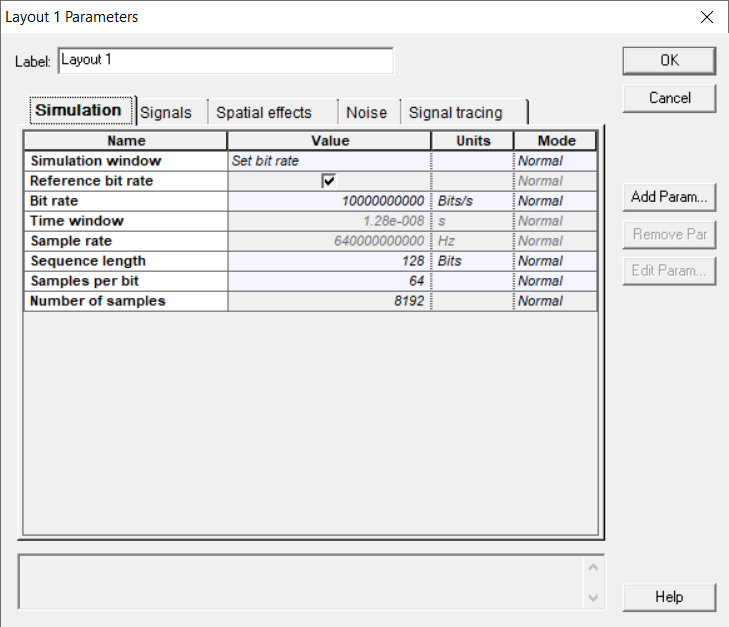 Layout 1 Parameters
Label: Layout 1
OK
Cancel
Simulation Signals Spatial effects Noise Signal tracing
Name Value Units Mode
Simulation window Set bit rate Normal
Reference bit rate Normal
Bit rate 10000000000 Bits/s Normal
Time window 1.28e-008 s Normal
Sample rate 640000000000 Hz Normal
Sequence length 128 Bits Normal
Samples per bit 64 Normal
Number of samples 8192 Normal
Add Param...
Remove Par
Edit Param...
Help